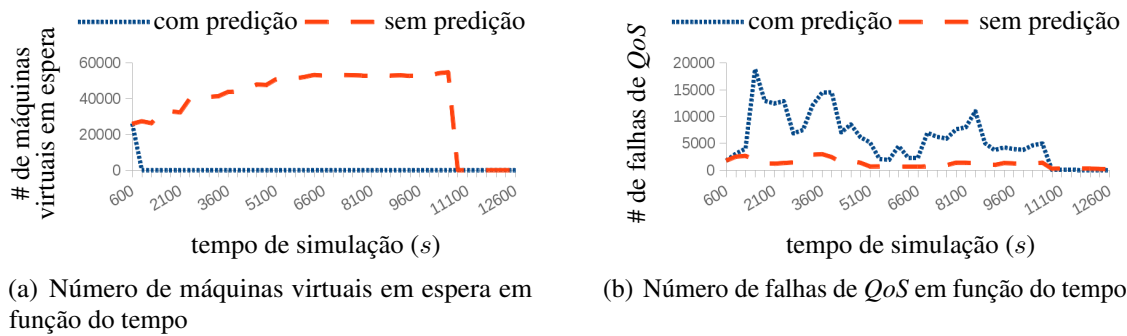 com predição sem predição
# de máquinas
virtuais em espera
60000
40000
20000
0
600 2100 3600 5100 6600 8100 9600 11100 12600
tempo de simulação (s)
(a) Número de máquinas virtuais em espera em
função do tempo
com predição sem predição
# de falhas de QoS
20000
15000
10000
5000
0
600 2100 3600 5100 6600 8100 9600 11100 12600
tempo de simulação (s)
(b) Número de falhas de QoS em função do tempo